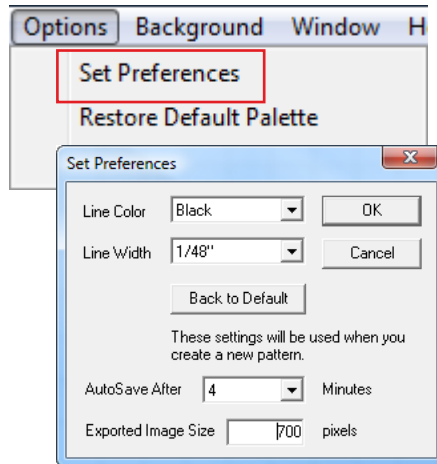 Options Background Window H
Set Preferences
Restore Default Palette
Set Preferences
Line Color Black OK
Line Width 1/48" Cancel
Back to Default
These settings will be used when you
create a new pattern.
AutoSave After 4 Minutes
Exported Image Size 700 pixels